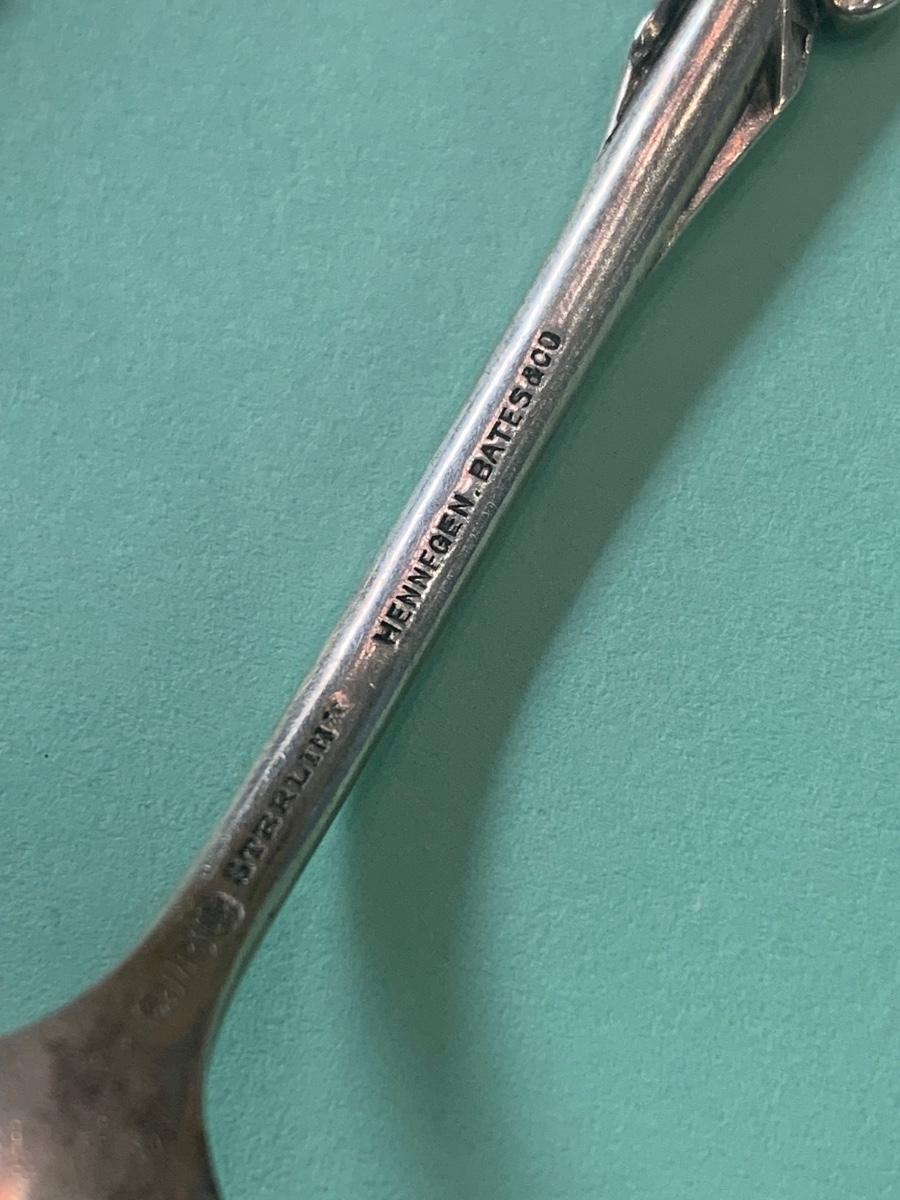 HENNEGEN. BATES & CO
STERLING